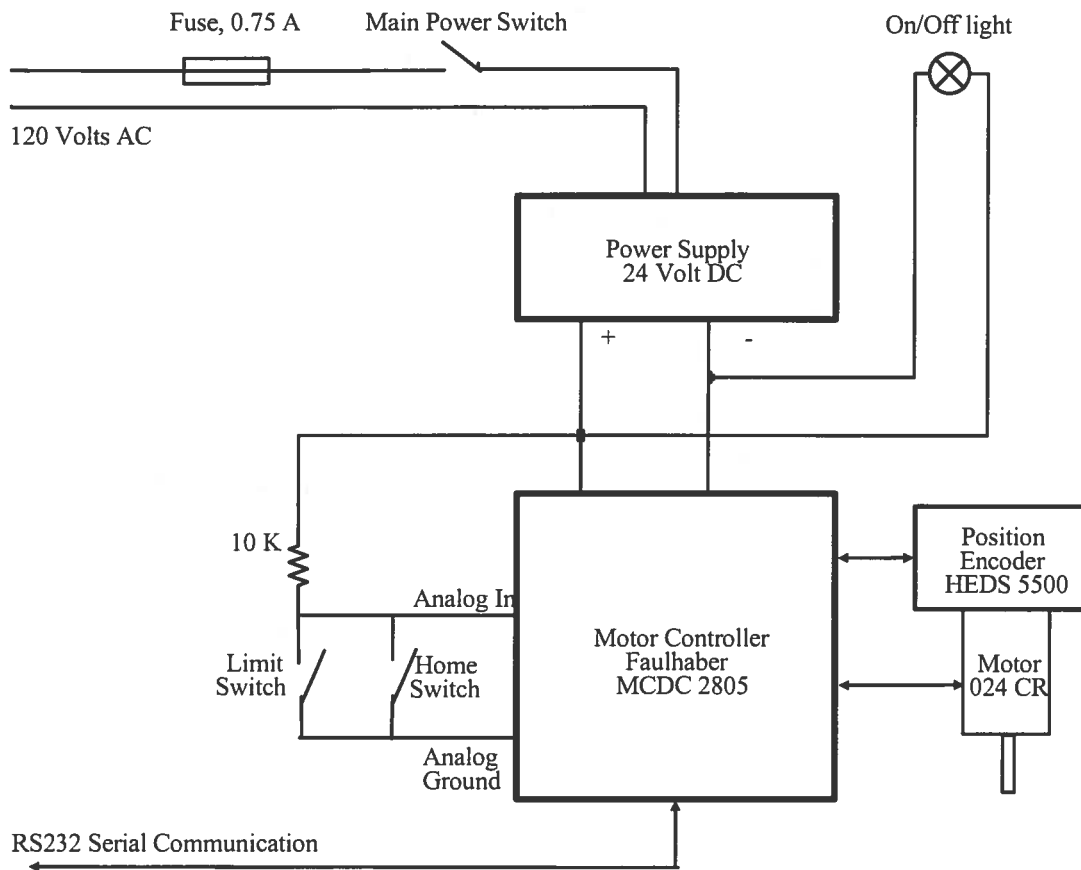 Fuse, 0.75 A
Main Power Switch
On/Off light
120 Volts AC
Power Supply
24 Volt DC
+
-
10 K
Analog In
Limit
Switch
Home
Switch
Analog
Ground
Motor Controller
Faulhaber
MCDC 2805
Position
Encoder
HEDS 5500
Motor
024 CR
RS232 Serial Communication